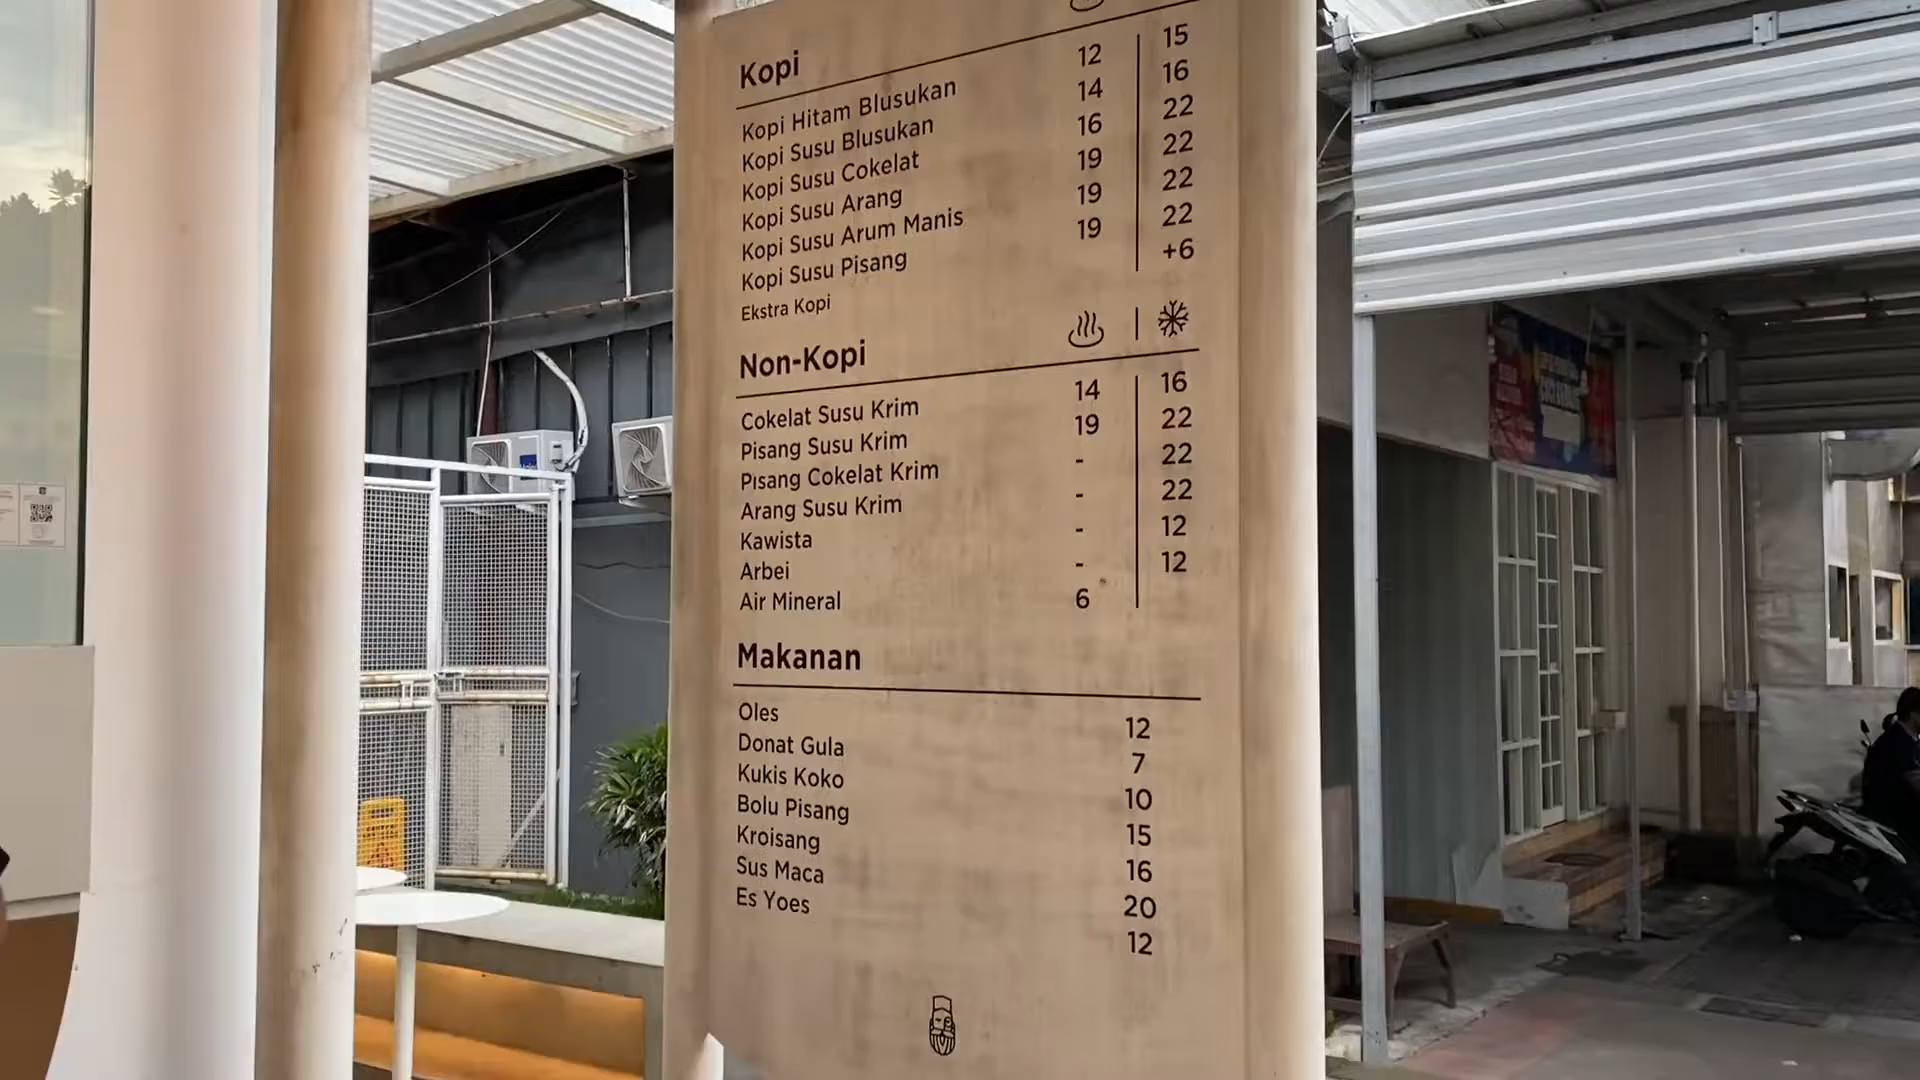 Kopi
Kopi Hitam Blusukan 12 15
Kopi Susu Blusukan 14 16
Kopi Susu Cokelat 16 22
Kopi Susu Arang 19 22
Kopi Susu Arum Manis 19 22
Kopi Susu Pisang 19 22
Ekstra Kopi +6
Non-Kopi
Cokelat Susu Krim 14 16
Pisang Susu Krim 19 22
Pisang Cokelat Krim - 22
Arang Susu Krim - 22
Kawista - 12
Arbei - 12
Air Mineral 6
Makanan
Oles 12
Donat Gula 7
Kukis Koko 10
Bolu Pisang 15
Kroisang 16
Sus Maca 20
Es Yoes 12